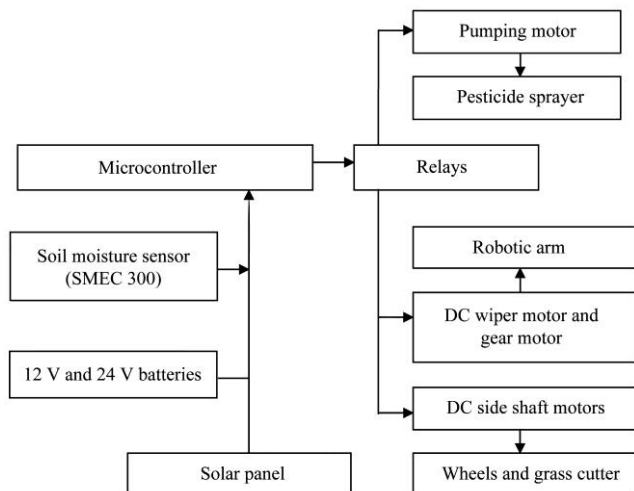 Pumping motor
Pesticide sprayer
Microcontroller
Relays
Soil moisture sensor
(SMEC 300)
Robotic arm
DC wiper motor and
gear motor
12 V and 24 V batteries
DC side shaft motors
Solar panel
Wheels and grass cutter